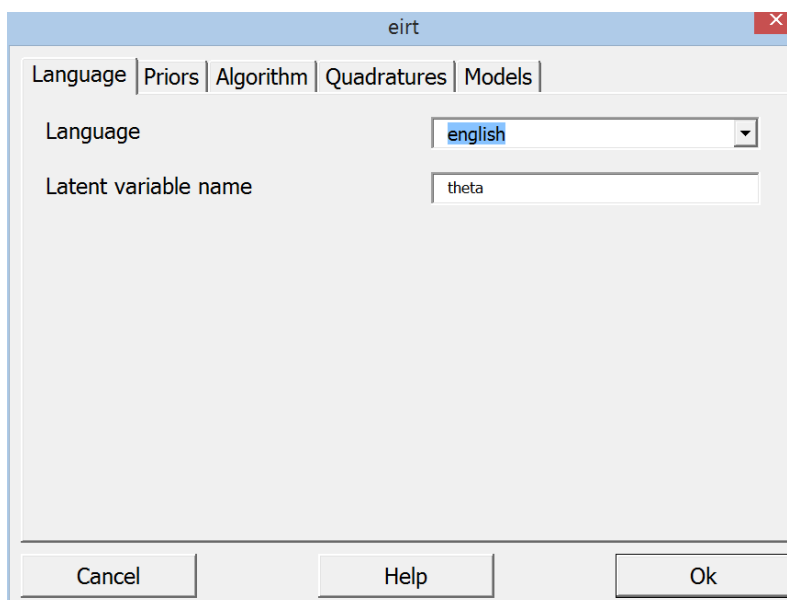 eirt
Language Priors Algorithm Quadratures Models
Language english
Latent variable name theta
Cancel Help Ok